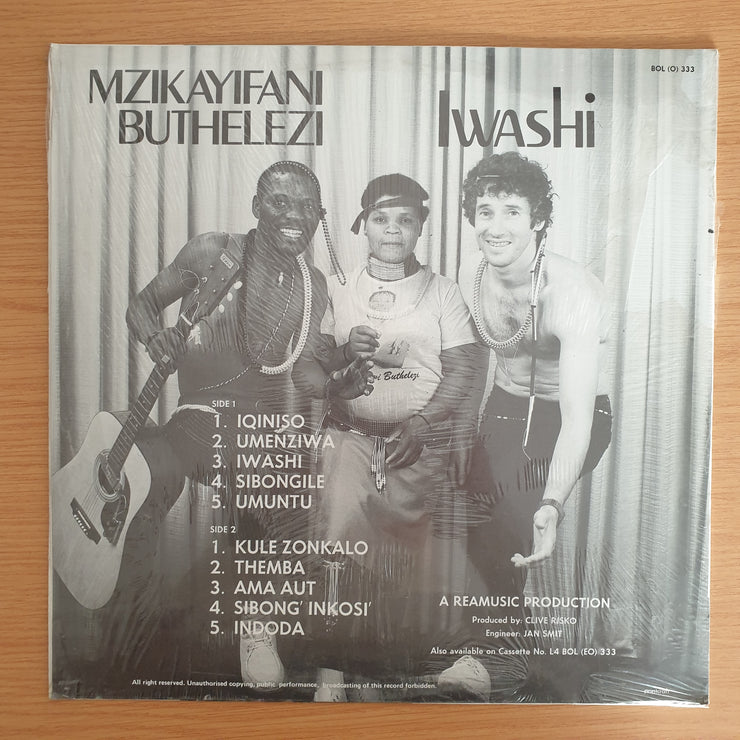 BOL (O) 333
MZIKAYIFANI
BUTHELEZI
IWASHI
Buthelezi
SIDE 1
1. IQINISO
2. UMENZIWA
3. IWASHI
4. SIBONGILE
5. UMUNTU
SIDE 2
1. KULE ZONKALO
2. THEMBA
3. AMA AUT
4. SIBONG' INKOSI'
5. INDODA
A REAMUSIC PRODUCTION
Produced by: CLIVE RISKO
Engineer: JAN SMIT
Also available on Cassette No. L4 BOL (EO) 333
All right reserved. Unauthorised copying, public performance, broadcasting of this record forbidden.